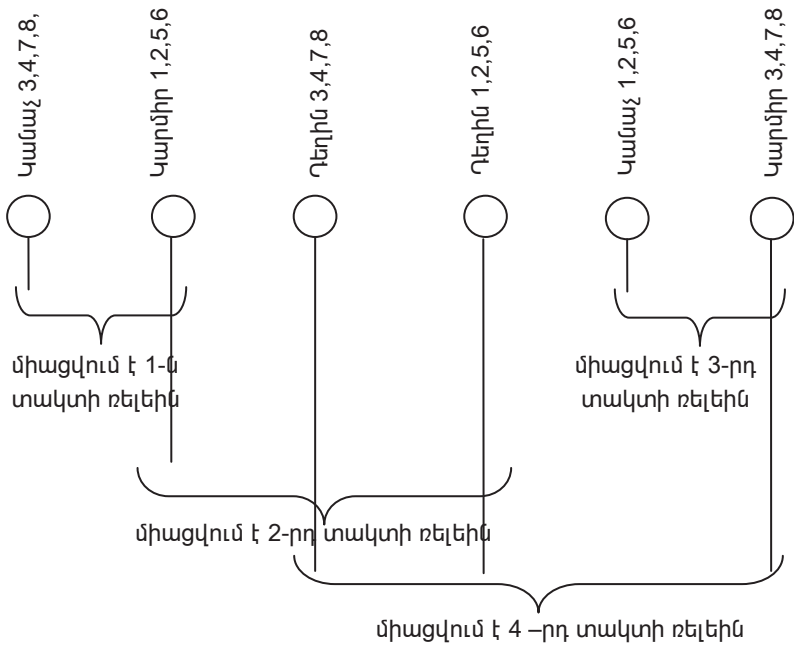 Կանաչ 3,4,7,8,
Կարմիր 1,2,5,6
Դեղին 3,4,7,8
Դեղին 1,2,5,6
Կանաչ 1,2,5,6
Կարմիր 3,4,7,8
միացվում է 1-ն
տակտի ռելեին
միացվում է 3-րդ
տակտի ռելեին
միացվում է 2-րդ տակտի ռելեին
միացվում է 4 –րդ տակտի ռելեին